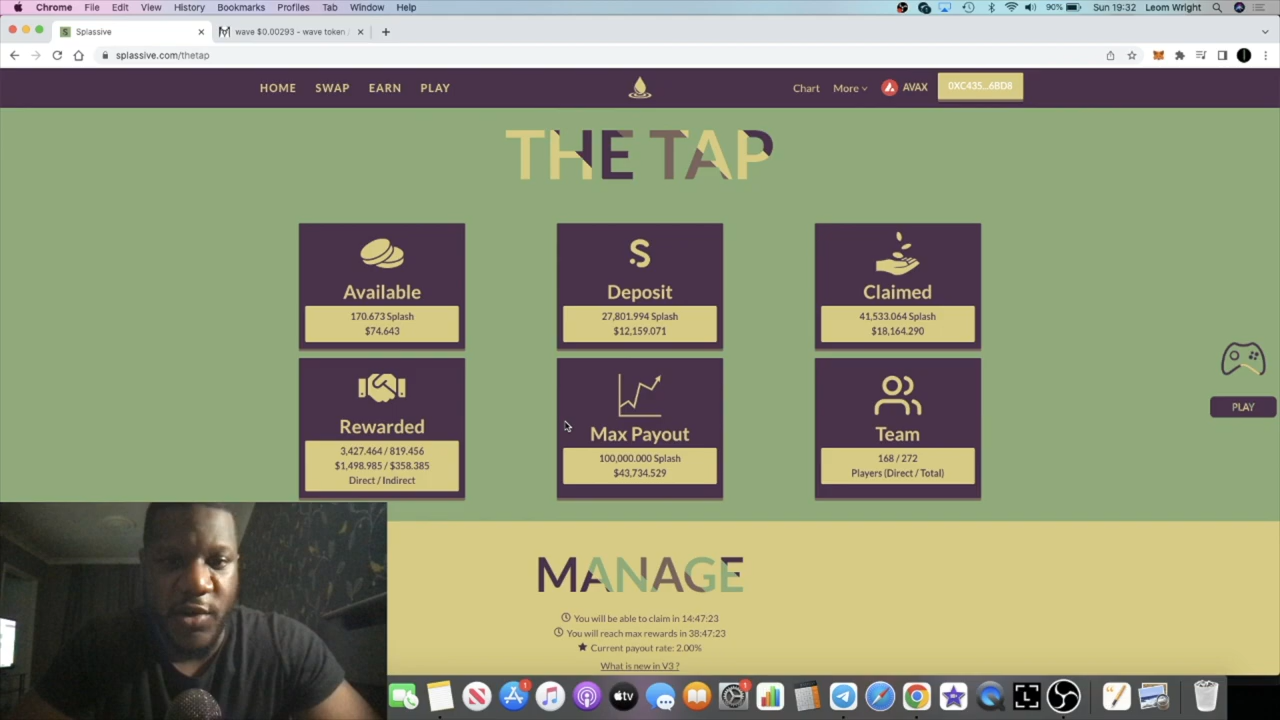 Chrome File Edit View History Bookmarks Profiles Tab Window Help 90% Sun 19:32 Leom Wright
Splassive wave $0.00293 - wave token
splassive.com/thetap
HOME SWAP EARN PLAY Chart More AVAX 0XC435...6BD8
THE TAP
Available
170.673 Splash
$74.643
Deposit
27,801.994 Splash
$12,159.071
Claimed
41,533.064 Splash
$18,164.290
Rewarded
3,427.464 / 819.456
$1,498.985 / $358.385
Direct / Indirect
Max Payout
100,000.000 Splash
$43,734.529
Team
168 / 272
Players (Direct / Total)
PLAY
MANAGE
You will be able to claim in 14:47:23
You will reach max rewards in 38:47:23
Current payout rate: 2.00%
What is new in V3 ?
1
tv
1
L